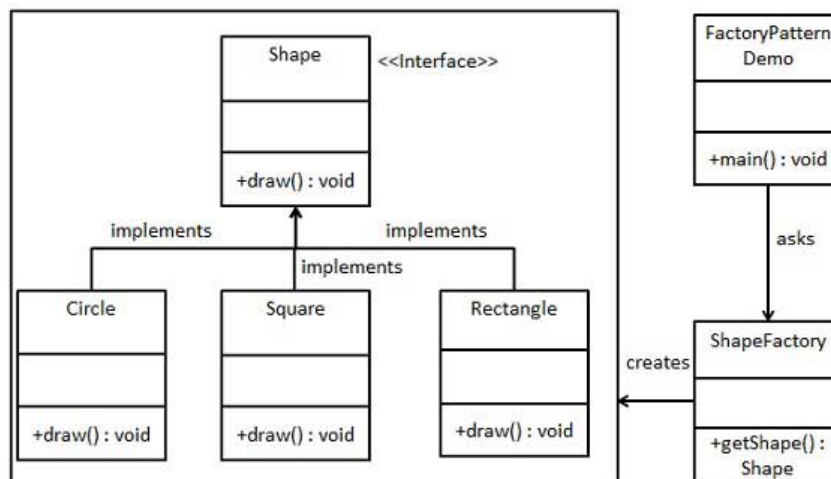 Shape
<<Interface>>
+draw() : void
implements
implements
implements
Circle
+draw() : void
Square
+draw() : void
Rectangle
+draw() : void
FactoryPattern
Demo
+main() : void
asks
ShapeFactory
+getShape() :
Shape
creates